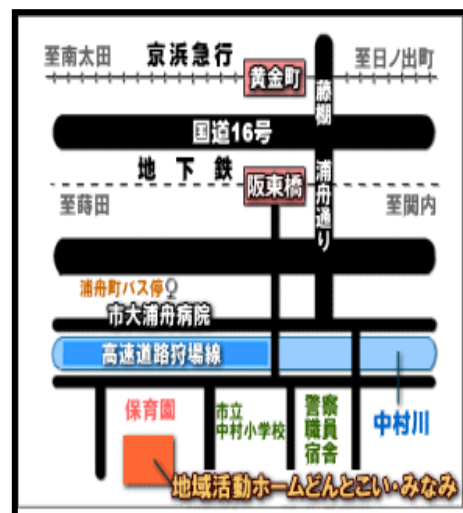 至南太田 京浜急行 黄金町 至日ノ出町
国道16号
藤棚 浦舟通り
地下鉄 阪東橋
至蒔田 至関内
浦舟町バス停
市大浦舟病院
高速道路狩場線
保育園
市立
中村小学校
警察
職員
宿舎
中村川
地域活動ホームどんとこい・みなみ